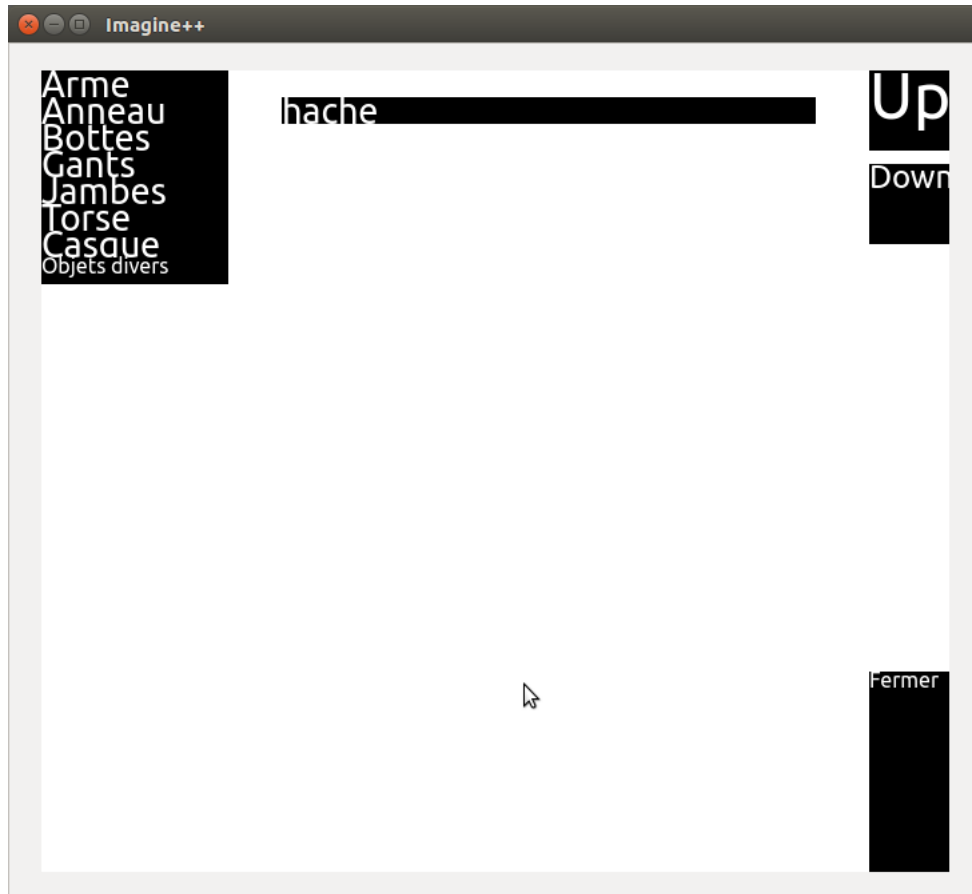 Imagine++
Arme
Anneau
Bottes
Gants
Jambes
Torse
Casque
Objets divers
hache
Up
Down
Fermer